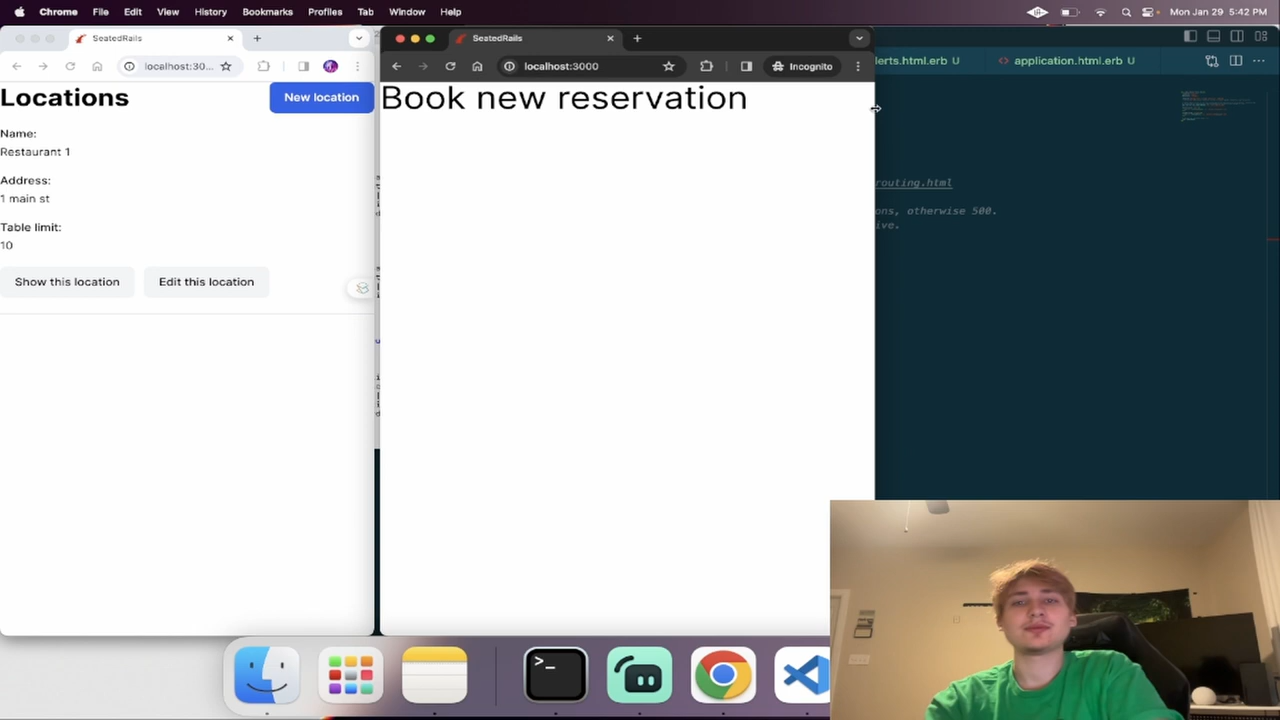 Chrome File Edit View History Bookmarks Profiles Tab Window Help
Mon Jan 29 5:42 PM
SeatedRails
localhost:30...
Locations
New location
Name:
Restaurant 1
Address:
1 main st
Table limit:
10
Show this location
Edit this location
SeatedRails
localhost:3000
Incognito
Book new reservation
lerts.html.erb U
application.html.erb U
routing.html
ons, otherwise 500.
ive.